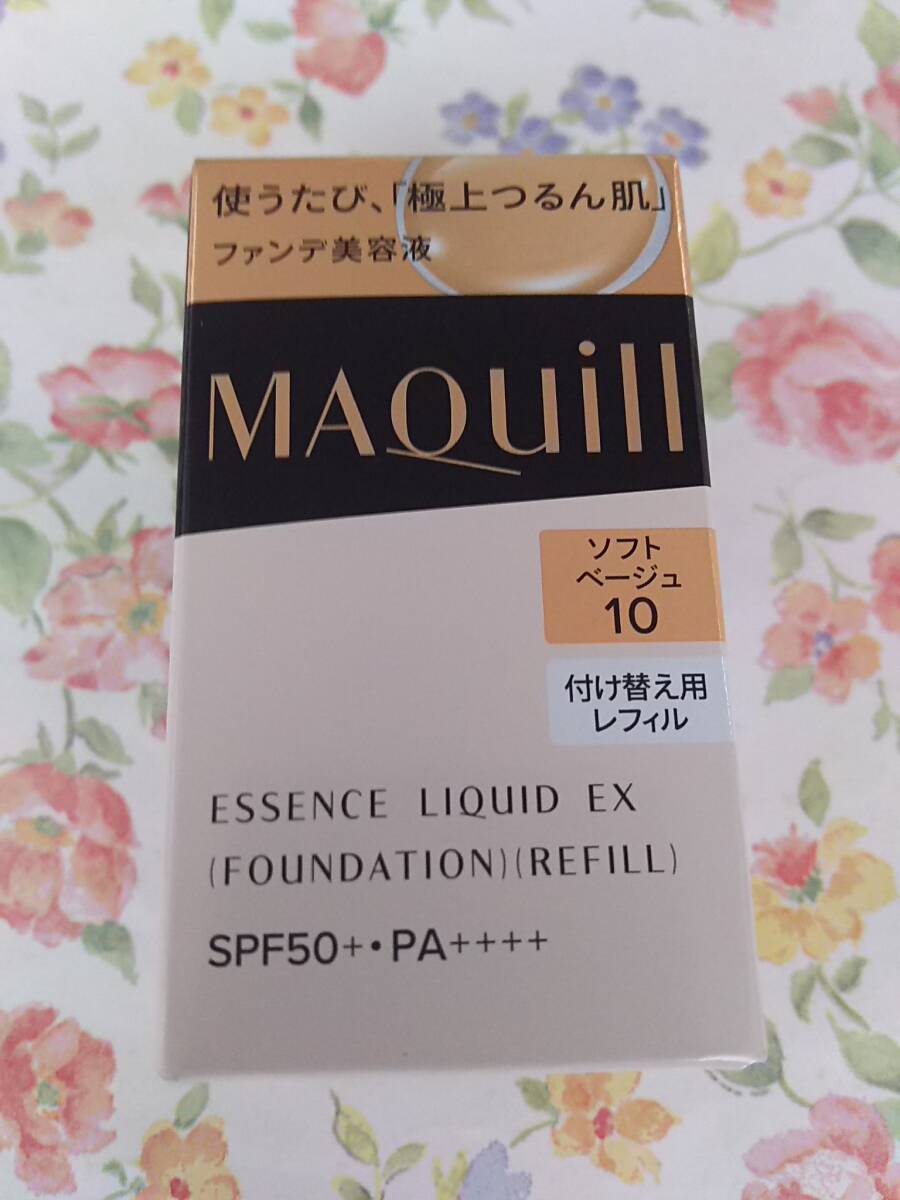 使うたび、「極上つるん肌」
ファンデ美容液
MAQuill
ソフト
ベージュ
10
付け替え用
レフィル
ESSENCE LIQUID EX
(FOUNDATION)(REFILL)
SPF50+・PA++++